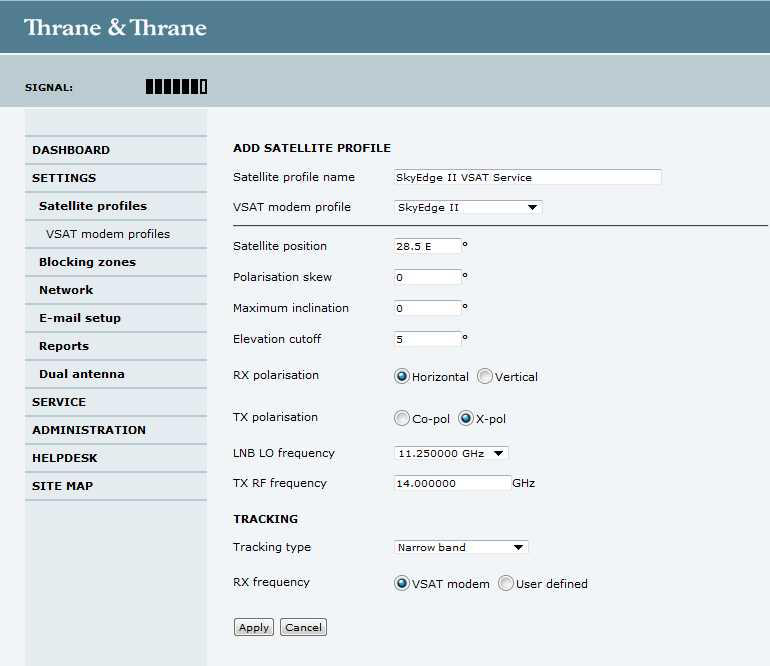 Thrane & Thrane
SIGNAL:
DASHBOARD
SETTINGS
Satellite profiles
VSAT modem profiles
Blocking zones
Network
E-mail setup
Reports
Dual antenna
SERVICE
ADMINISTRATION
HELPDESK
SITE MAP
ADD SATELLITE PROFILE
Satellite profile name SkyEdge II VSAT Service
VSAT modem profile SkyEdge II
Satellite position 28.5 E °
Polarisation skew 0 °
Maximum inclination 0 °
Elevation cutoff 5 °
RX polarisation Horizontal Vertical
TX polarisation Co-pol X-pol
LNB LO frequency 11.250000 GHz
TX RF frequency 14.000000 GHz
TRACKING
Tracking type Narrow band
RX frequency VSAT modem User defined
Apply Cancel